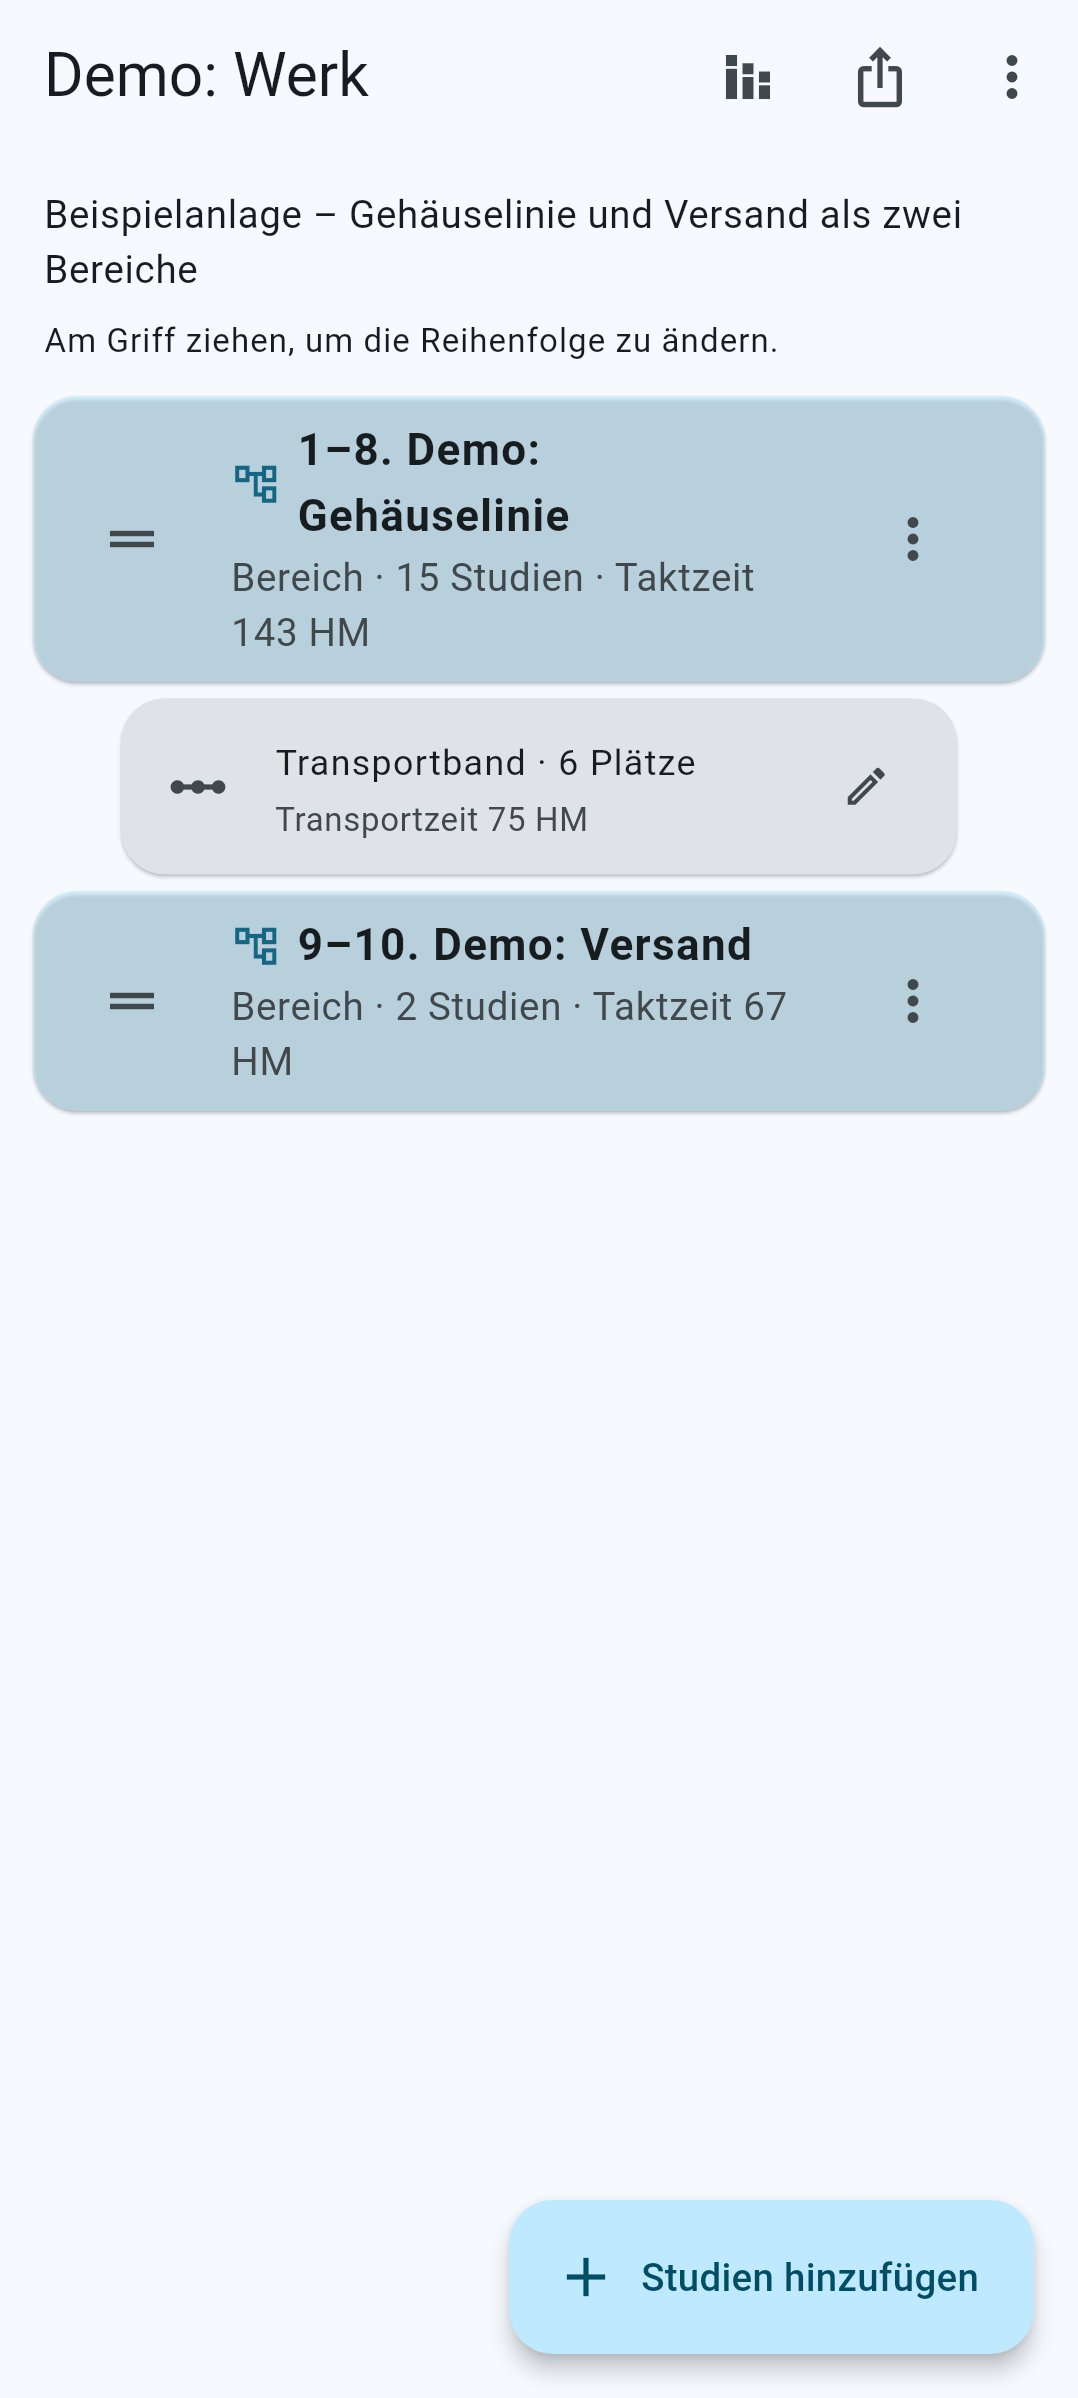 Demo: Werk
Beispielanlage – Gehäuselinie und Versand als zwei
Bereiche
Am Griff ziehen, um die Reihenfolge zu ändern.
1–8. Demo:
Gehäuselinie
Bereich · 15 Studien · Taktzeit
143 HM
Transportband · 6 Plätze
Transportzeit 75 HM
9–10. Demo: Versand
Bereich · 2 Studien · Taktzeit 67
HM
Studien hinzufügen